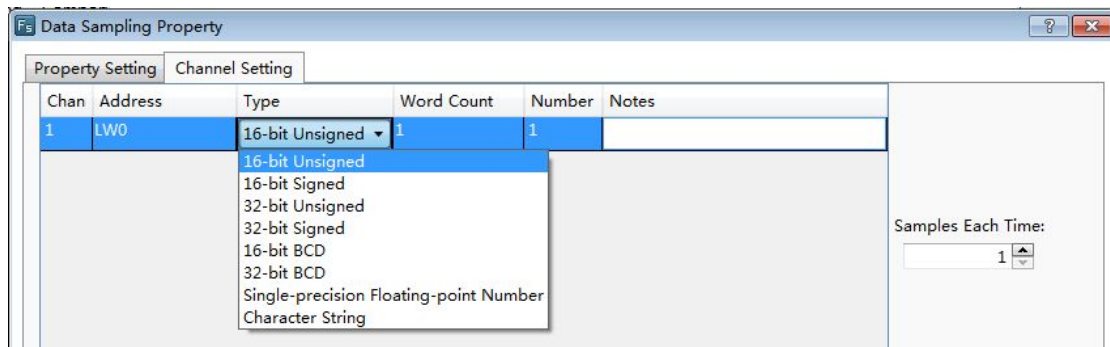 Fs Data Sampling Property
Property Setting Channel Setting
Chan Address Type Word Count Number Notes
1 LW0 16-bit Unsigned 1 1
16-bit Unsigned
16-bit Signed
32-bit Unsigned
32-bit Signed
16-bit BCD
32-bit BCD
Single-precision Floating-point Number
Character String
Samples Each Time:
1